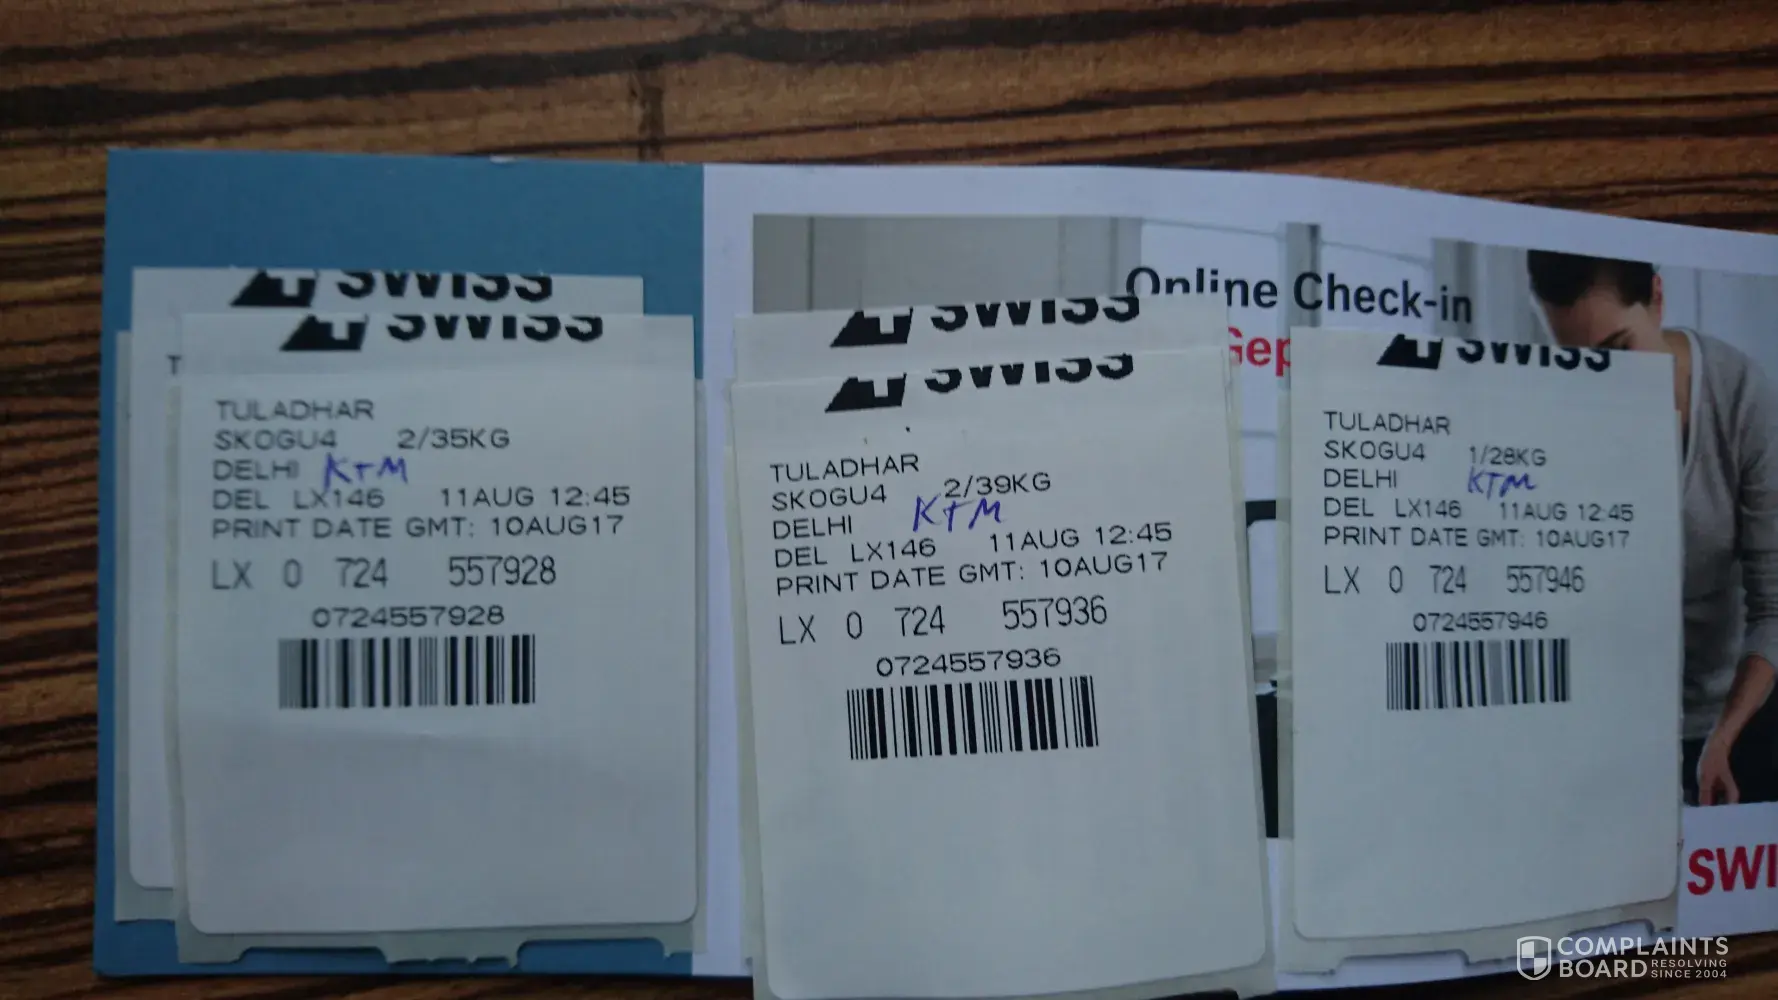 SWISS
SWISS
T
TULADHAR
SKOGU4 2/35KG
DELHI KTM
DEL LX146 11AUG 12:45
PRINT DATE GMT: 10AUG17
LX 0 724 557928
0724557928
SWISS
SWISS
TULADHAR
SKOGU4 2/39KG
DELHI KTM
DEL LX146 11AUG 12:45
PRINT DATE GMT: 10AUG17
LX 0 724 557936
0724557936
Online Check-in
Gep
SWISS
TULADHAR
SKOGU4 1/28KG
DELHI KTM
DEL LX146 11AUG 12:45
PRINT DATE GMT: 10AUG17
LX 0 724 557946
0724557946
SWI
COMPLAINTS
BOARD RESOLVING
SINCE 2004